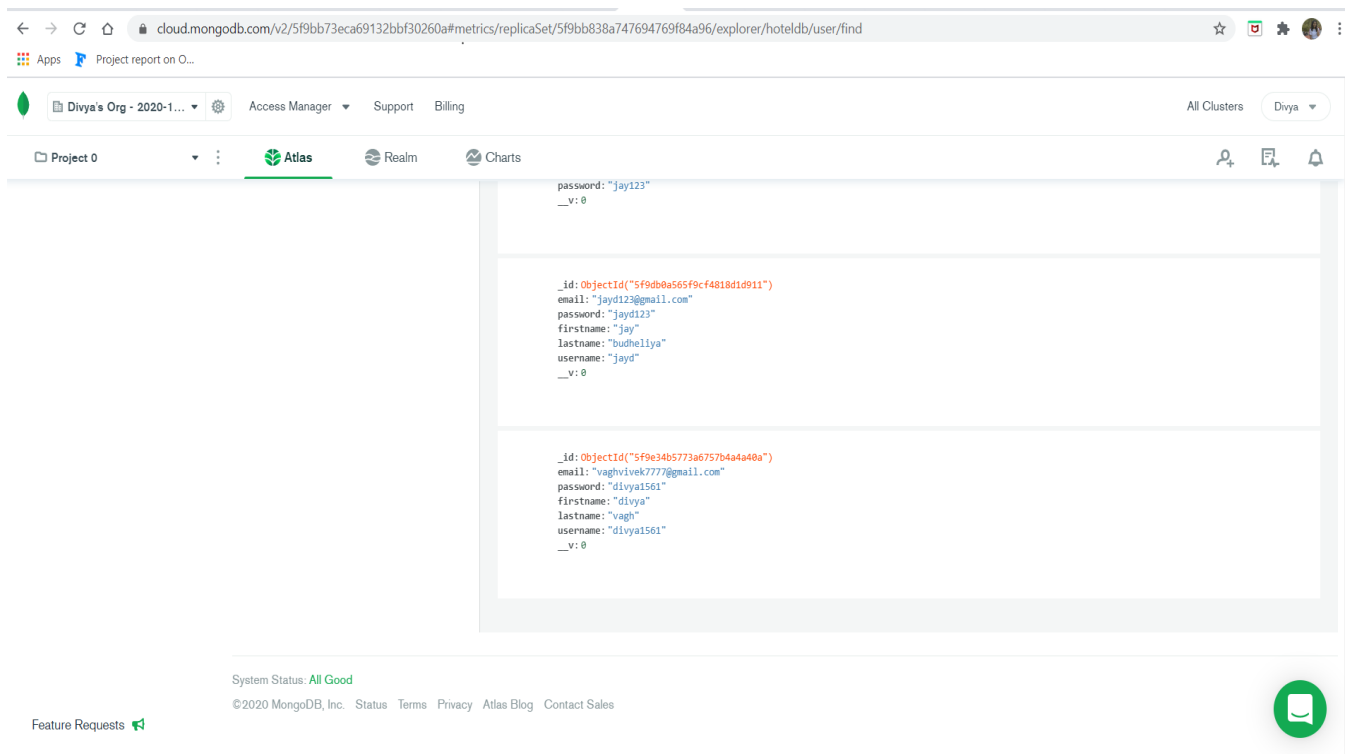 cloud.mongodb.com/v2/5f9bb73eca69132bbf30260a#metrics/replicaSet/5f9bb838a747694769f84a96/explorer/hoteldb/user/find
Apps Project report on O...
Divya's Org - 2020-1... Access Manager Support Billing All Clusters Divya
Project 0 Atlas Realm Charts
password:"jay123"
__v:0
_id:ObjectId("5f9db0a565f9cf4818d1d911")
email:"jayd123@gmail.com"
password:"jayd123"
firstname:"jay"
lastname:"budheliya"
username:"jayd"
__v:0
_id:ObjectId("5f9e34b5773a6757b4a4a40a")
email:"vaghvivek7777@gmail.com"
password:"divya1561"
firstname:"divya"
lastname:"vagh"
username:"divya1561"
__v:0
System Status: All Good
©2020 MongoDB, Inc. Status Terms Privacy Atlas Blog Contact Sales
Feature Requests